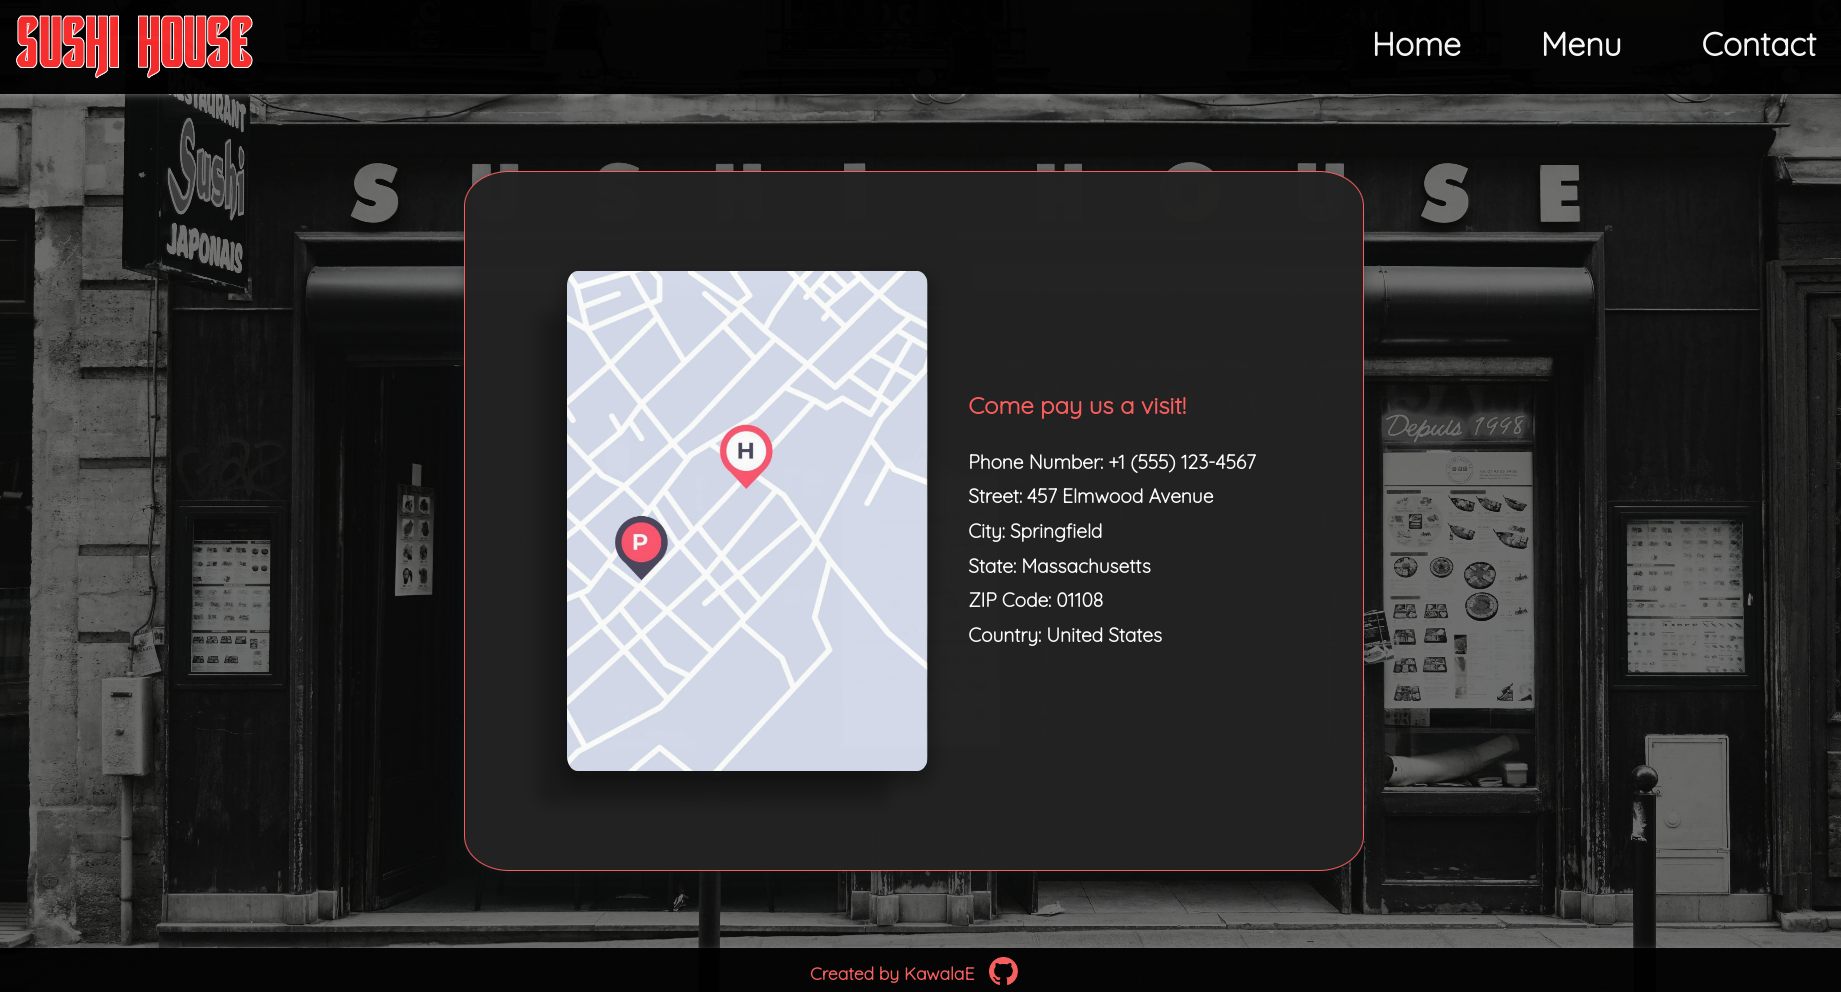 SUSHI HOUSE
Home Menu Contact
RESTAURANT
Sushi
JAPONAIS
S U S H I H O U S E
H
P
Come pay us a visit!
Phone Number: +1 (555) 123-4567
Street: 457 Elmwood Avenue
City: Springfield
State: Massachusetts
ZIP Code: 01108
Country: United States
Depuis 1998
Created by KawalaE